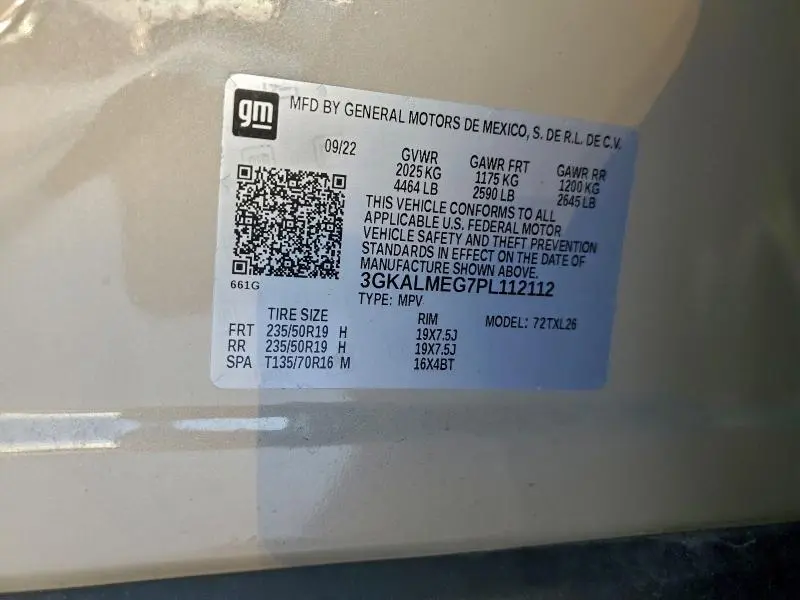 gm
MFD BY GENERAL MOTORS DE MEXICO, S. DE R.L. DE C.V.
09/22
GVWR GAWR FRT GAWR RR
2025 KG 1175 KG 1200 KG
4464 LB 2590 LB 2645 LB
THIS VEHICLE CONFORMS TO ALL
APPLICABLE U.S. FEDERAL MOTOR
VEHICLE SAFETY AND THEFT PREVENTION
STANDARDS IN EFFECT ON THE DATE OF
MANUFACTURE SHOWN ABOVE.
661G
3GKALMEG7PL112112
TYPE: MPV
TIRE SIZE RIM MODEL: 72TXL26
FRT 235/50R19 H 19X7.5J
RR 235/50R19 H 19X7.5J
SPA T135/70R16 M 16X4BT